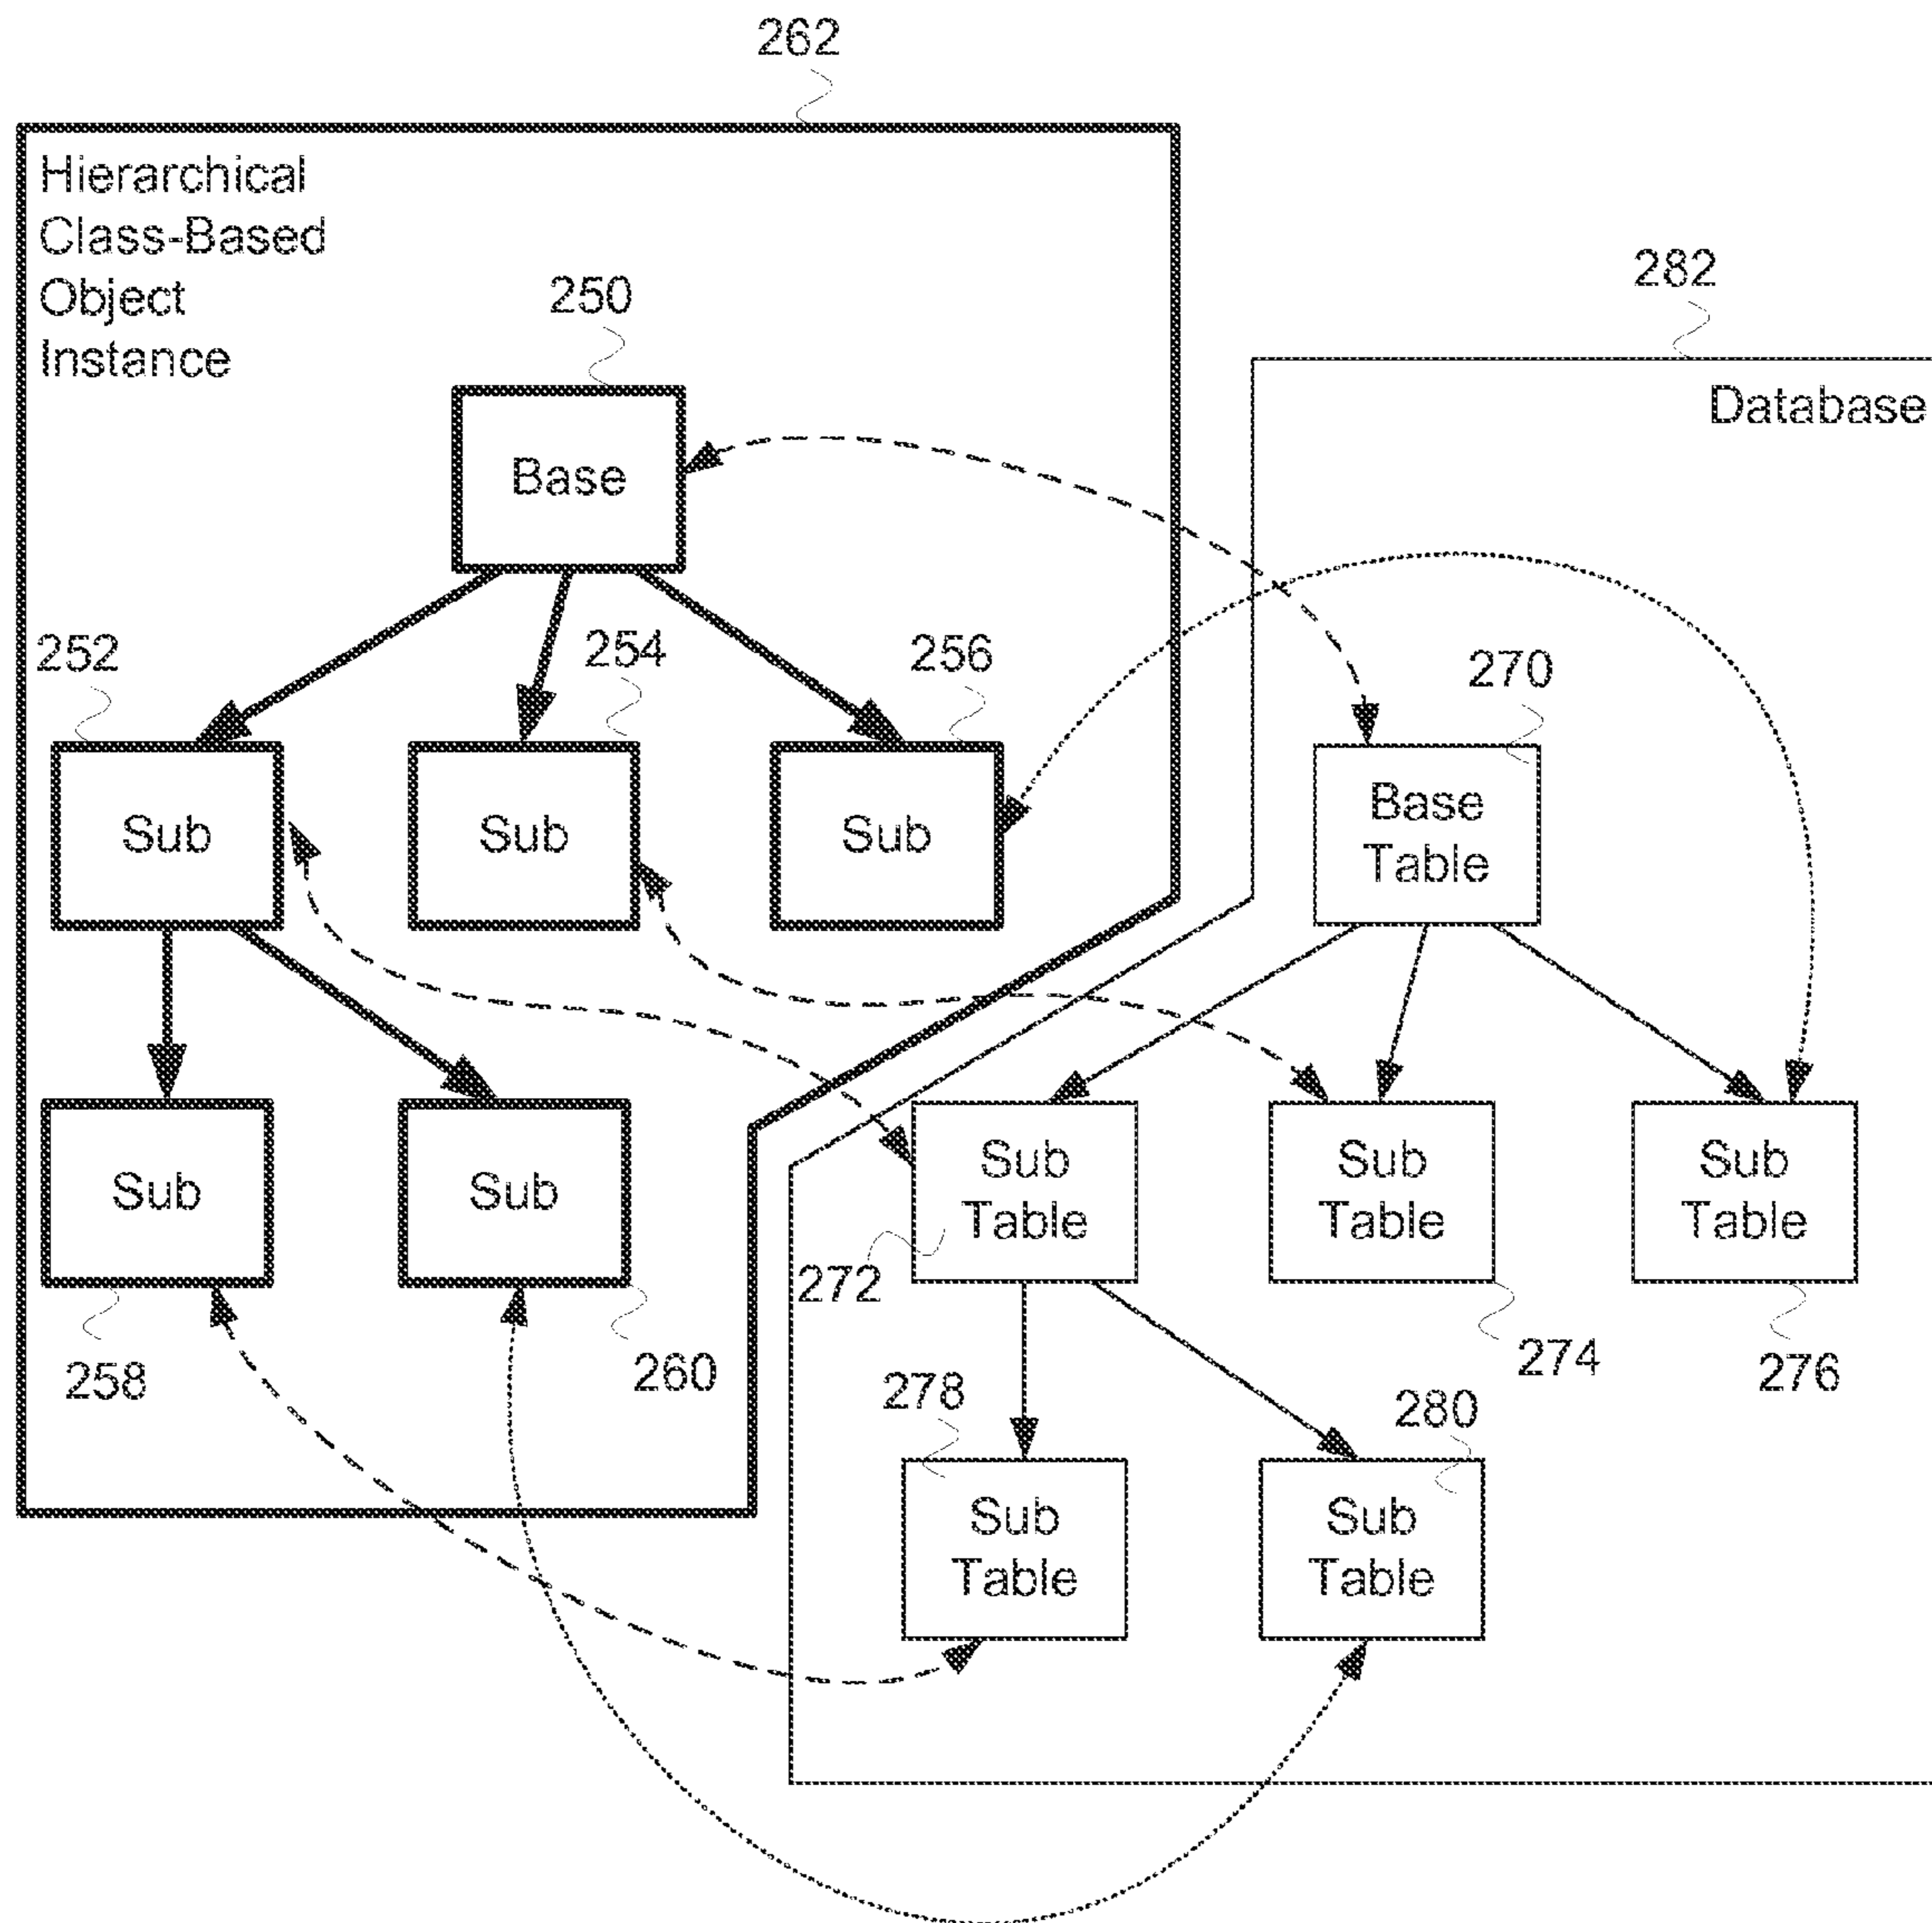 262
Hierarchical
Class-Based
Object
Instance
250
282
Database
Base
252
254
256
270
Sub
Sub
Sub
Base
Table
Sub
Sub
Sub
Table
Sub
Table
Sub
Table
272
258
260
274
276
278
280
Sub
Table
Sub
Table